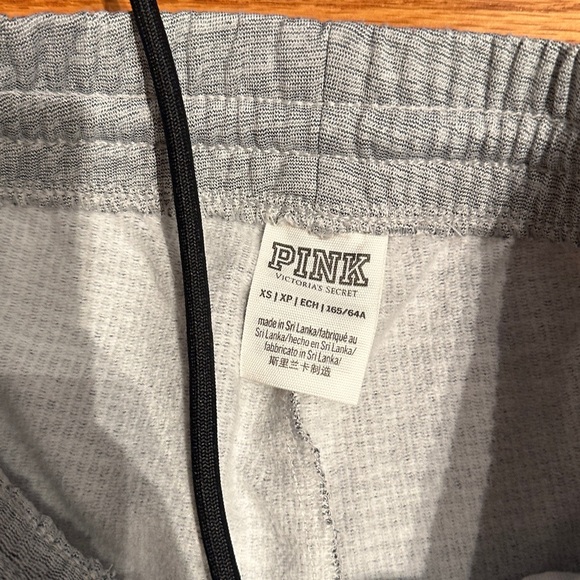 PINK
VICTORIA'S SECRET
XS | XP | ECH | 165/64A
made in Sri Lanka/fabriqué au
Sri Lanka/hecho en Sri Lanka/
fabbricato in Sri Lanka/
斯里兰卡制造